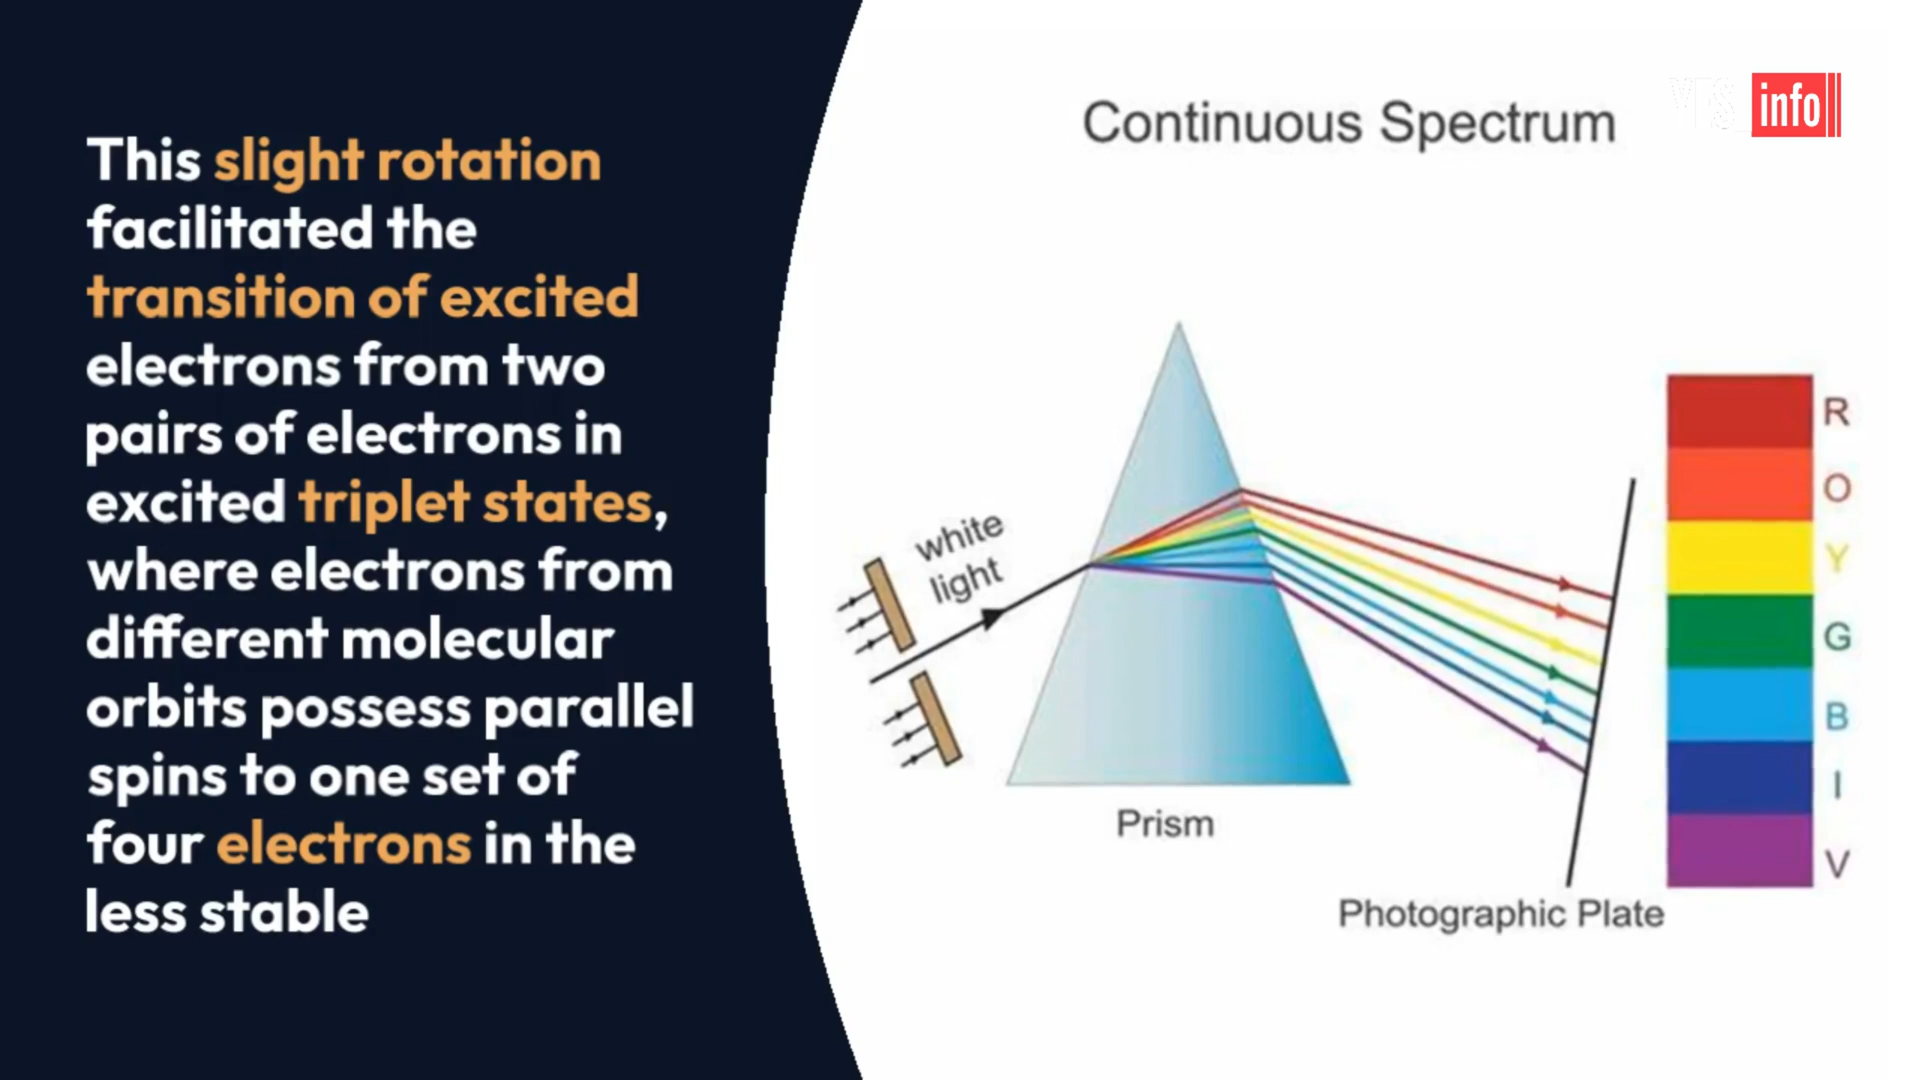 This slight rotation
facilitated the
transition of excited
electrons from two
pairs of electrons in
excited triplet states,
where electrons from
different molecular
orbits possess parallel
spins to one set of
four electrons in the
less stable
Continuous Spectrum
YES info
white
light
Prism
Photographic Plate
R
O
Y
G
B
I
V